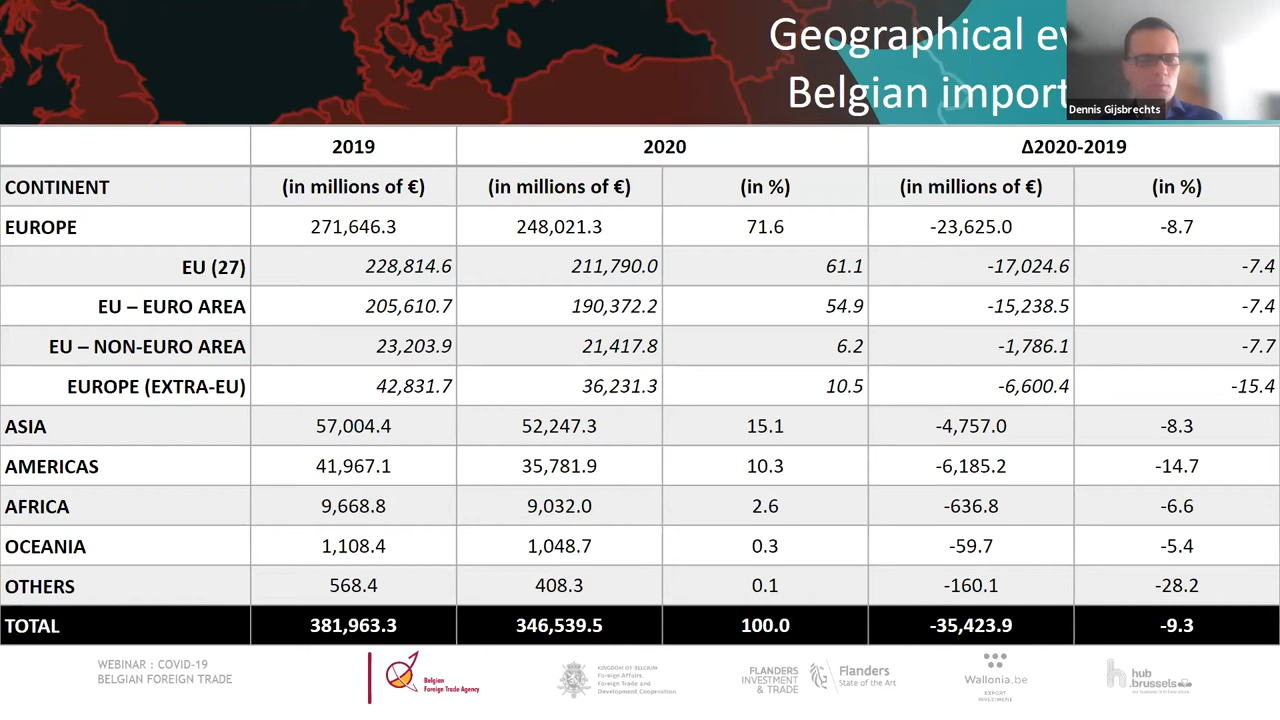 Geographical ev
Belgian import
Dennis Gijsbrechts
2019 2020 Δ2020-2019
CONTINENT (in millions of €) (in millions of €) (in %) (in millions of €) (in %)
EUROPE 271,646.3 248,021.3 71.6 -23,625.0 -8.7
EU (27) 228,814.6 211,790.0 61.1 -17,024.6 -7.4
EU – EURO AREA 205,610.7 190,372.2 54.9 -15,238.5 -7.4
EU – NON-EURO AREA 23,203.9 21,417.8 6.2 -1,786.1 -7.7
EUROPE (EXTRA-EU) 42,831.7 36,231.3 10.5 -6,600.4 -15.4
ASIA 57,004.4 52,247.3 15.1 -4,757.0 -8.3
AMERICAS 41,967.1 35,781.9 10.3 -6,185.2 -14.7
AFRICA 9,668.8 9,032.0 2.6 -636.8 -6.6
OCEANIA 1,108.4 1,048.7 0.3 -59.7 -5.4
OTHERS 568.4 408.3 0.1 -160.1 -28.2
TOTAL 381,963.3 346,539.5 100.0 -35,423.9 -9.3
WEBINAR : COVID-19
BELGIAN FOREIGN TRADE
Belgian
Foreign Trade Agency
KINGDOM OF BELGIUM
Foreign Affairs,
Foreign Trade and
Development Cooperation
FLANDERS
INVESTMENT
& TRADE
Flanders
State of the Art
Wallonia.be
EXPORT
INVESTMENT
hub
.brussels